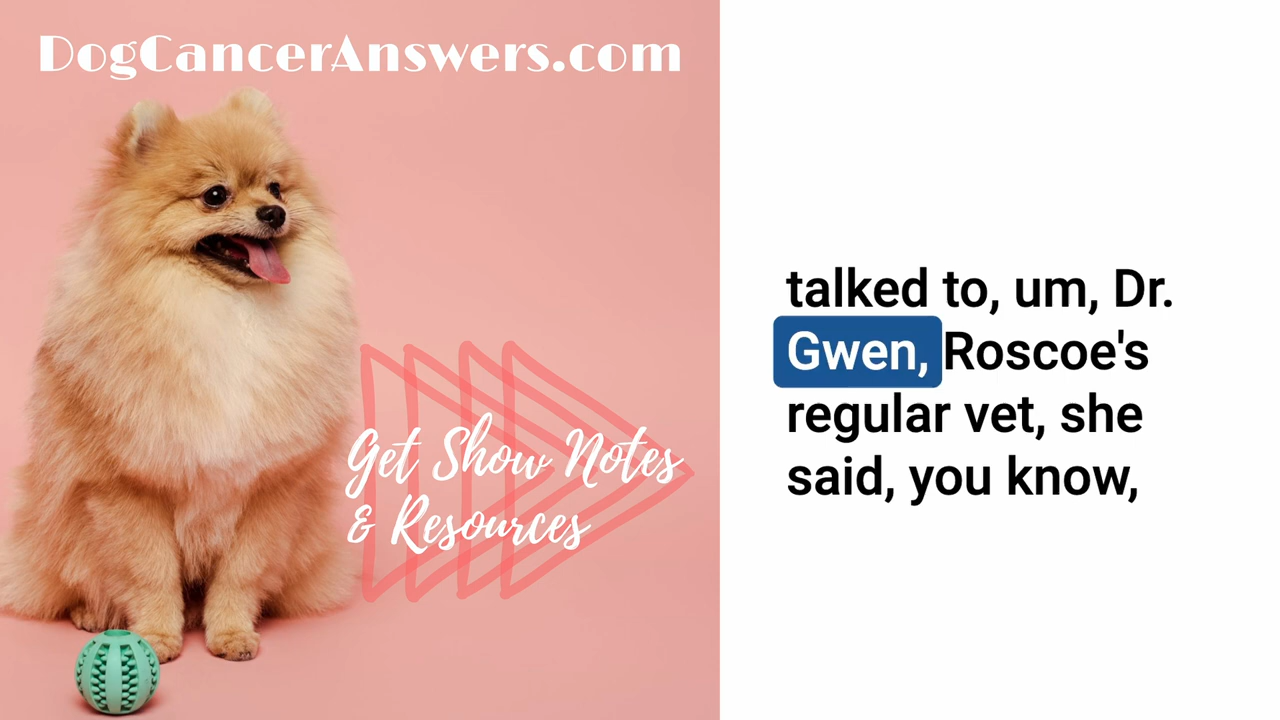 DogCancerAnswers.com
Get Show Notes
& Resources
talked to, um, Dr.
Gwen, Roscoe's
regular vet, she
said, you know,